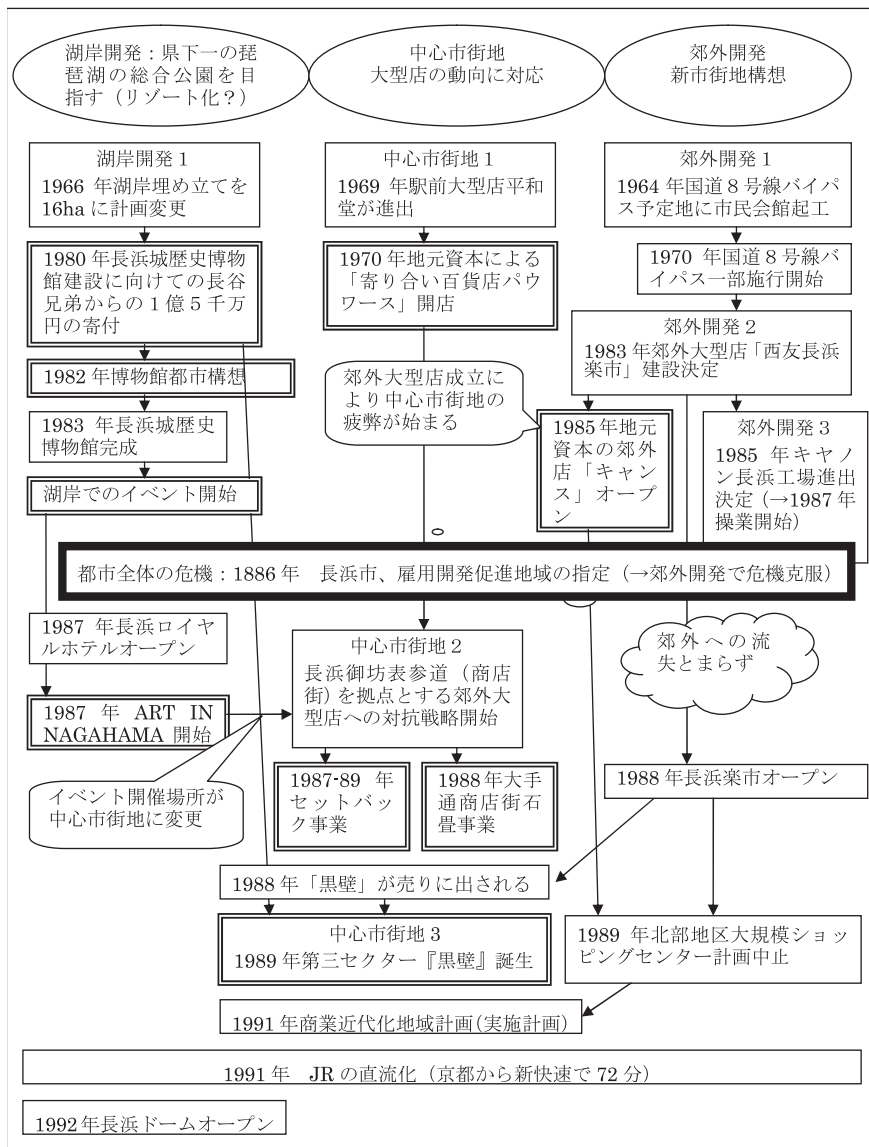 湖岸開発：県下一の琵
琶湖の総合公園を目
指す（リゾート化？）
中心市街地
大型店の動向に対応
郊外開発
新市街地構想
湖岸開発１
1966 年湖岸埋め立てを
16ha に計画変更
中心市街地１
1969 年駅前大型店平和
堂が進出
郊外開発１
1964 年国道８号線バイパ
ス予定地に市民会館起工
1980 年長浜城歴史博物
館建設に向けての長谷
兄弟からの１億５千万
円の寄付
1970 年地元資本による
「寄り合い百貨店パウ
ワース」開店
1970 年国道８号線バ
イパス一部施行開始
郊外開発２
1983 年郊外大型店「西友長浜
楽市」建設決定
1982 年博物館都市構想
郊外大型店成立に
より中心市街地の
疲弊が始まる
1983 年長浜城歴史
博物館完成
1985 年地元
資本の郊外
店「キャン
ス」オープ
ン
郊外開発３
1985 年キヤノ
ン長浜工場進出
決定（→1987 年
操業開始）
湖岸でのイベント開始
都市全体の危機：1886 年　長浜市、雇用開発促進地域の指定（→郊外開発で危機克服）
1987 年長浜ロイヤ
ルホテルオープン
中心市街地２
長浜御坊表参道（商店
街）を拠点とする郊外大
型店への対抗戦略開始
郊外への流
失とまらず
1987 年 ART IN
NAGAHAMA 開始
イベント開催場所が
中心市街地に変更
1987-89 年
セットバッ
ク事業
1988 年大手
通商店街石
畳事業
1988 年長浜楽市オープン
1988 年「黒壁」が売りに出される
中心市街地３
1989 年第三セクター『黒壁』誕生
1989 年北部地区大規模ショッ
ピングセンター計画中止
1991 年商業近代化地域計画(実施計画)
1991 年　JR の直流化（京都から新快速で 72 分）
1992 年長浜ドームオープン